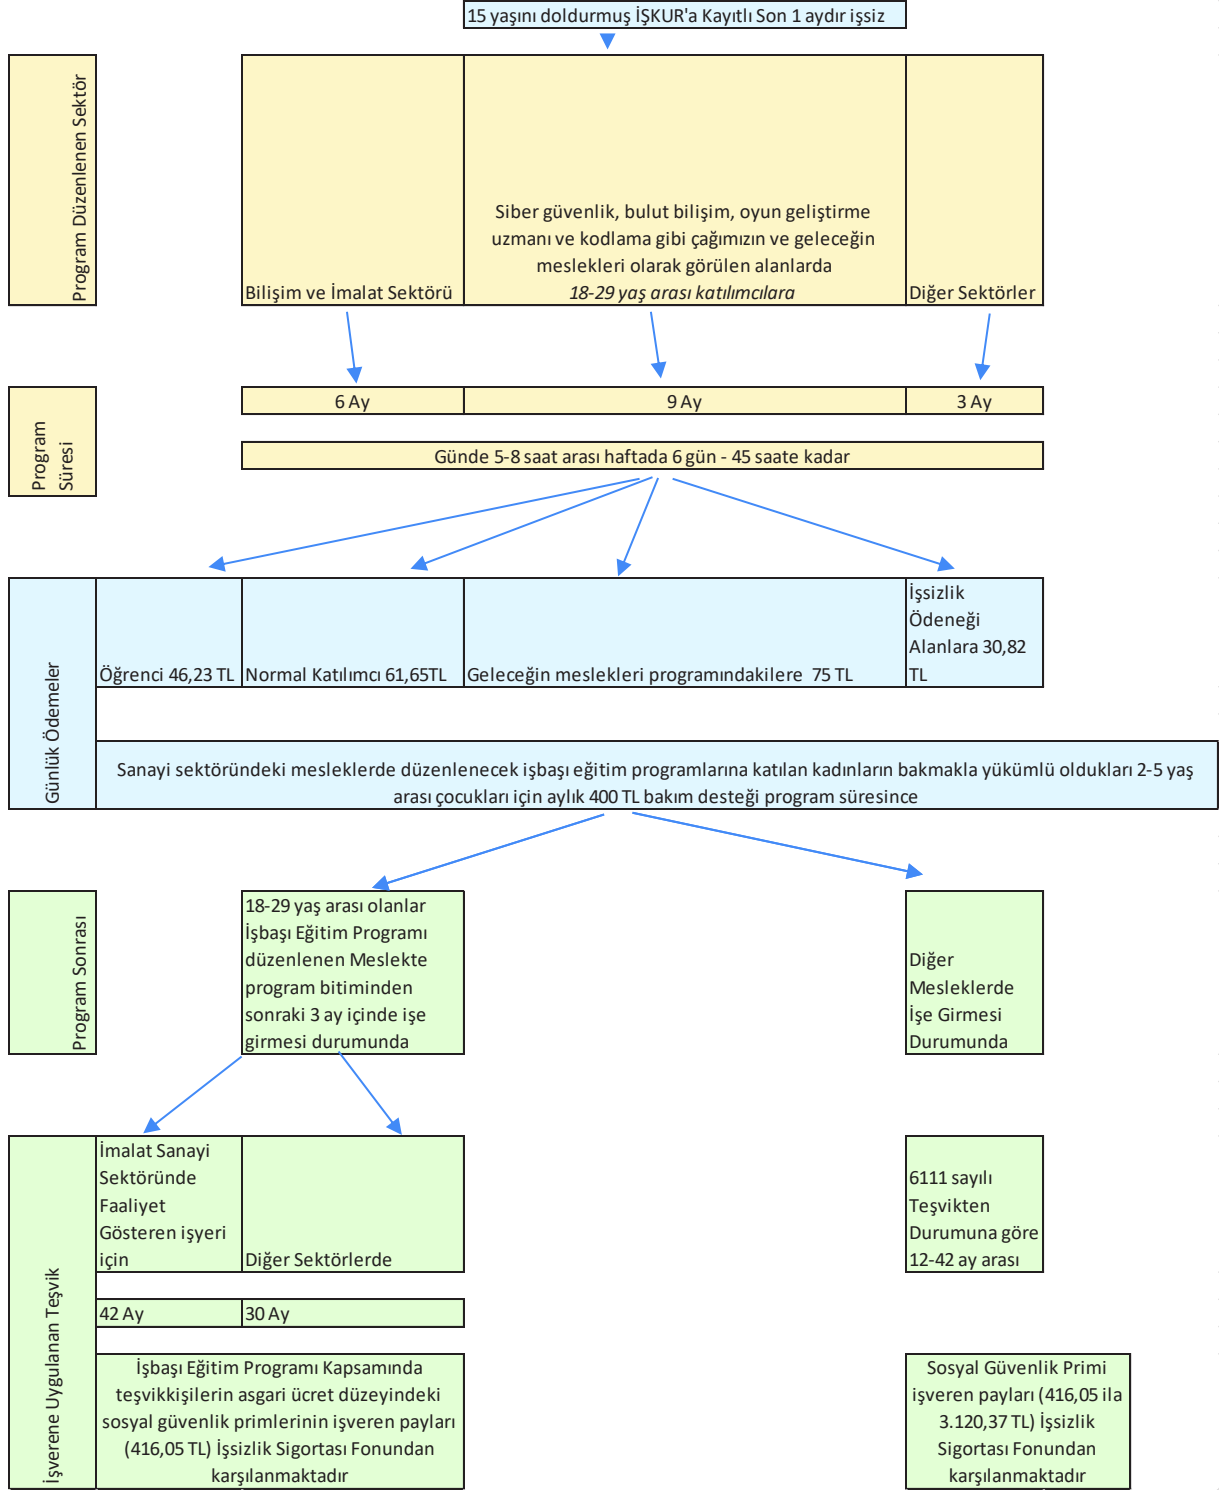 15 yaşını doldurmuş İŞKUR'a Kayıtlı Son 1 aydır işsiz
Program Düzenlenen Sektör
Bilişim ve İmalat Sektörü
Siber güvenlik, bulut bilişim, oyun geliştirme
uzmanı ve kodlama gibi çağımızın ve geleceğin
meslekleri olarak görülen alanlarda
18-29 yaş arası katılımcılara
Diğer Sektörler
Program
Süresi
6 Ay
9 Ay
3 Ay
Günde 5-8 saat arası haftada 6 gün - 45 saate kadar
Günlük Ödemeler
Öğrenci 46,23 TL
Normal Katılımcı 61,65TL
Geleceğin meslekleri programındakilere 75 TL
İşsizlik
Ödeneği
Alanlara 30,82
TL
Sanayi sektöründeki mesleklerde düzenlenecek işbaşı eğitim programlarına katılan kadınların bakmakla yükümlü oldukları 2-5 yaş
arası çocukları için aylık 400 TL bakım desteği program süresince
Program Sonrası
18-29 yaş arası olanlar
İşbaşı Eğitim Programı
düzenlenen Meslekte
program bitiminden
sonraki 3 ay içinde işe
girmesi durumunda
Diğer
Mesleklerde
İşe Girmesi
Durumunda
İşverene Uygulanan Teşvik
İmalat Sanayi
Sektöründe
Faaliyet
Gösteren işyeri
için
Diğer Sektörlerde
6111 sayılı
Teşvikten
Durumuna göre
12-42 ay arası
42 Ay
30 Ay
İşbaşı Eğitim Programı Kapsamında
teşvikkişilerin asgari ücret düzeyindeki
sosyal güvenlik primlerinin işveren payları
(416,05 TL) İşsizlik Sigortası Fonundan
karşılanmaktadır
Sosyal Güvenlik Primi
işveren payları (416,05 ila
3.120,37 TL) İşsizlik
Sigortası Fonundan
karşılanmaktadır